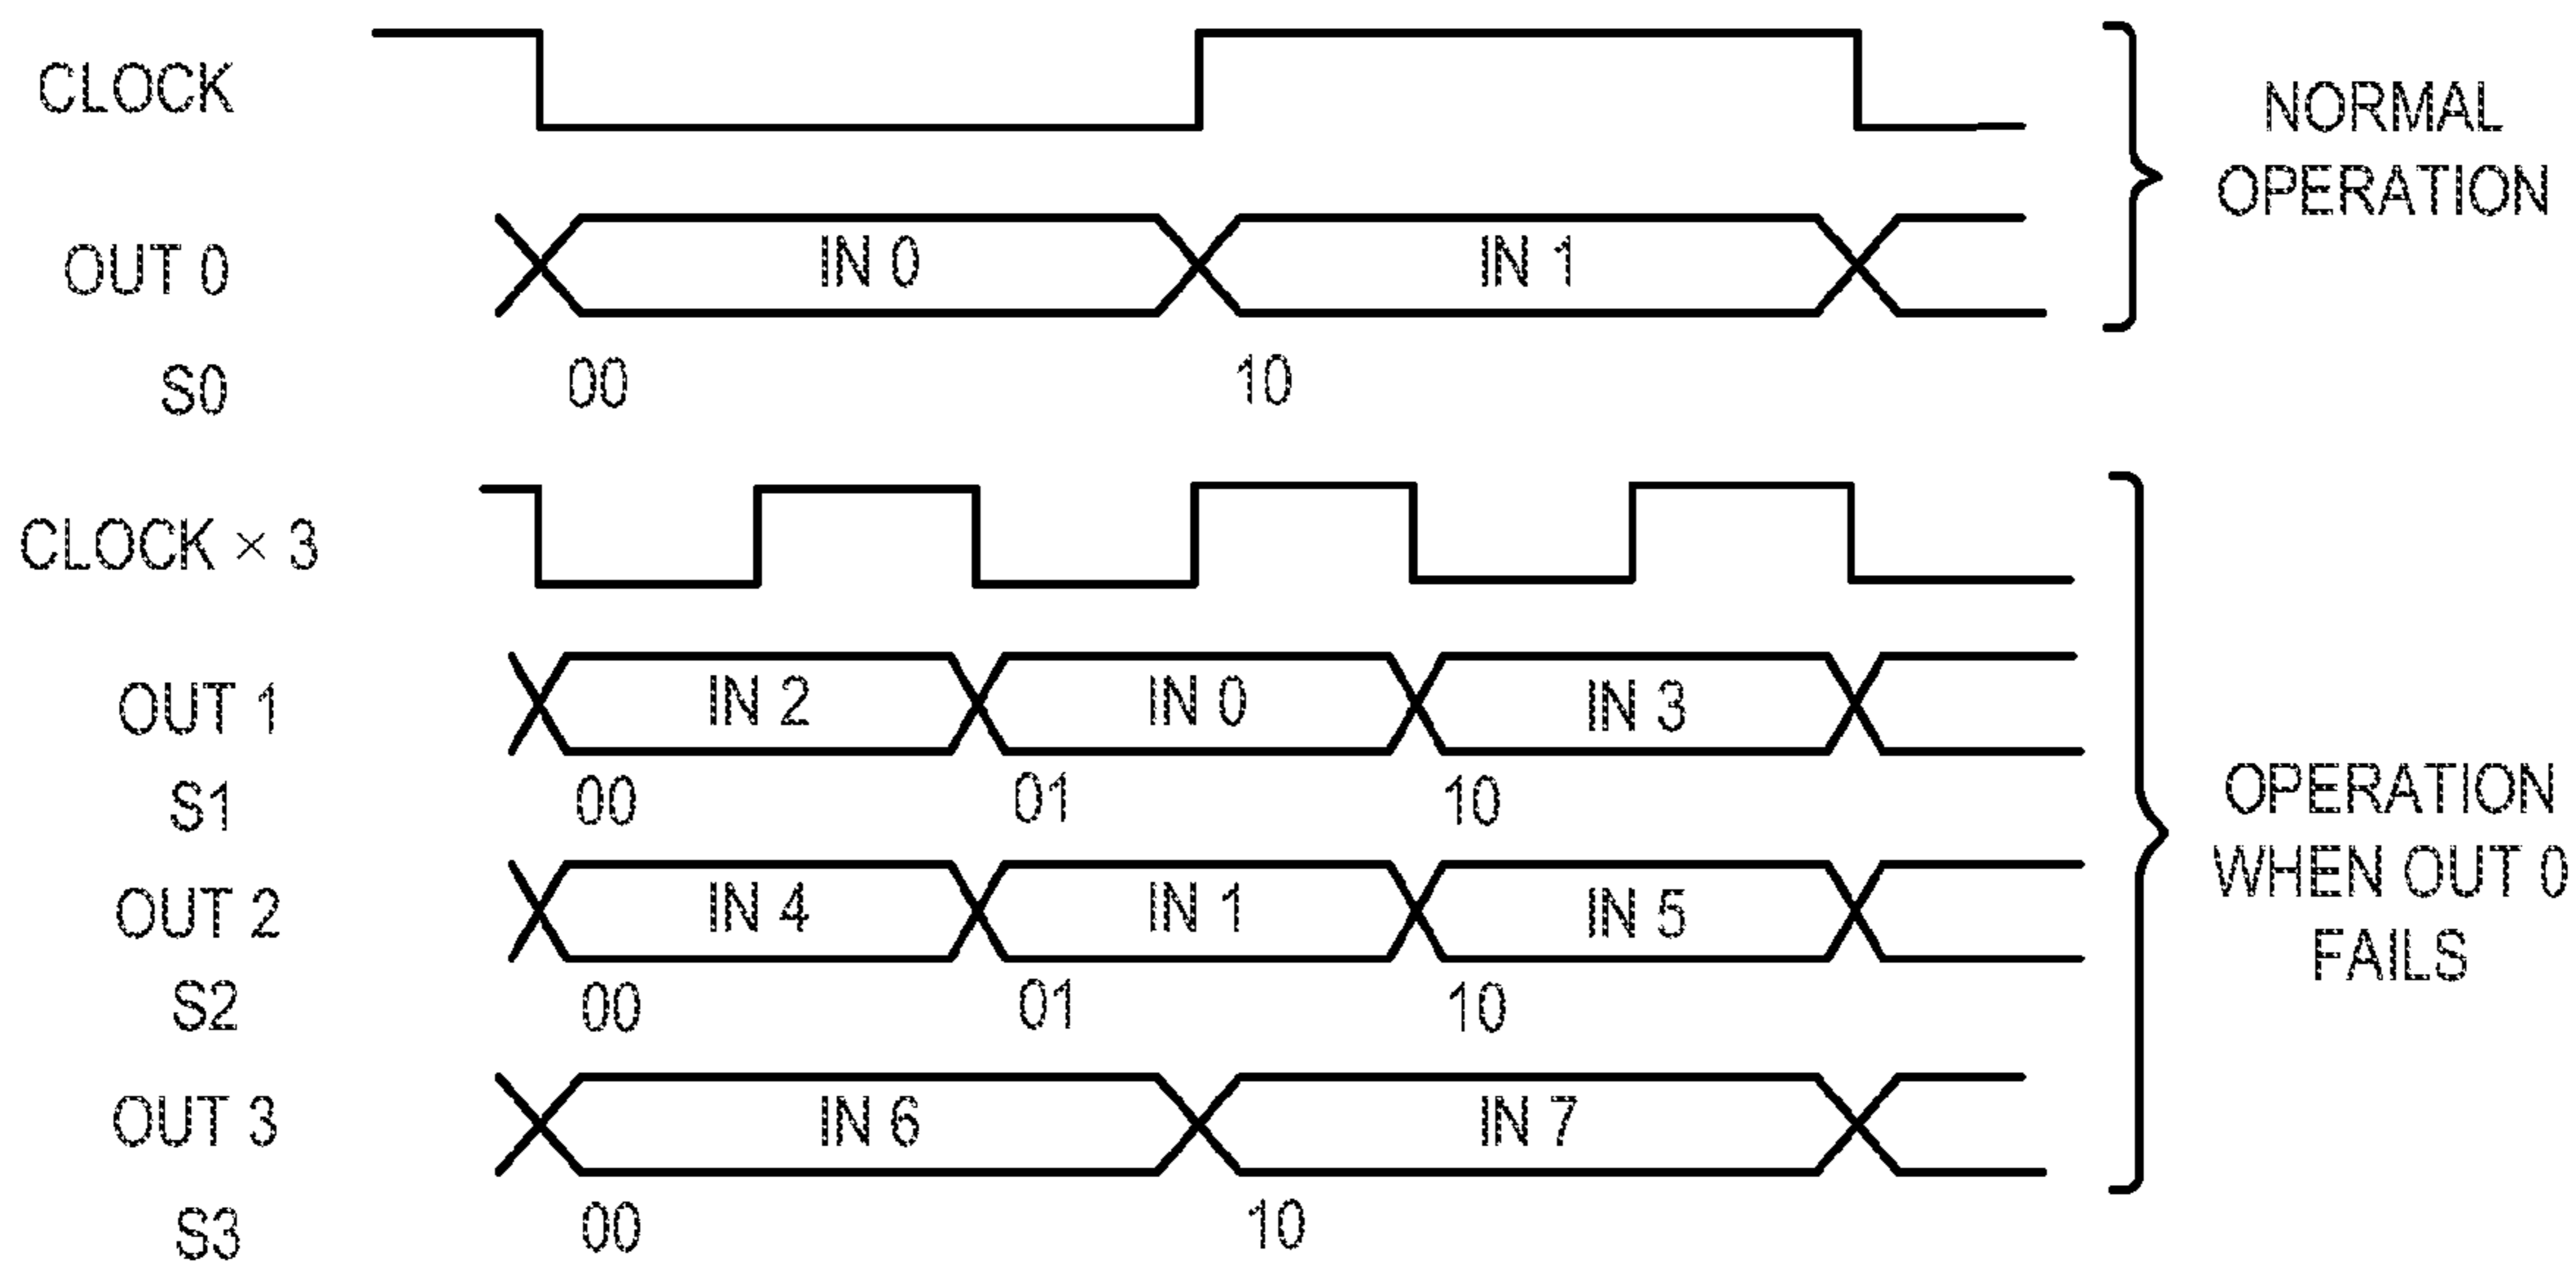 CLOCK
NORMAL
OPERATION
OUT 0
IN 0
IN 1
S0
00
10
CLOCK × 3
OUT 1
IN 2
IN 0
IN 3
S1
00
01
10
OUT 2
IN 4
IN 1
IN 5
S2
00
01
10
OPERATION
WHEN OUT 0
FAILS
OUT 3
IN 6
IN 7
S3
00
10